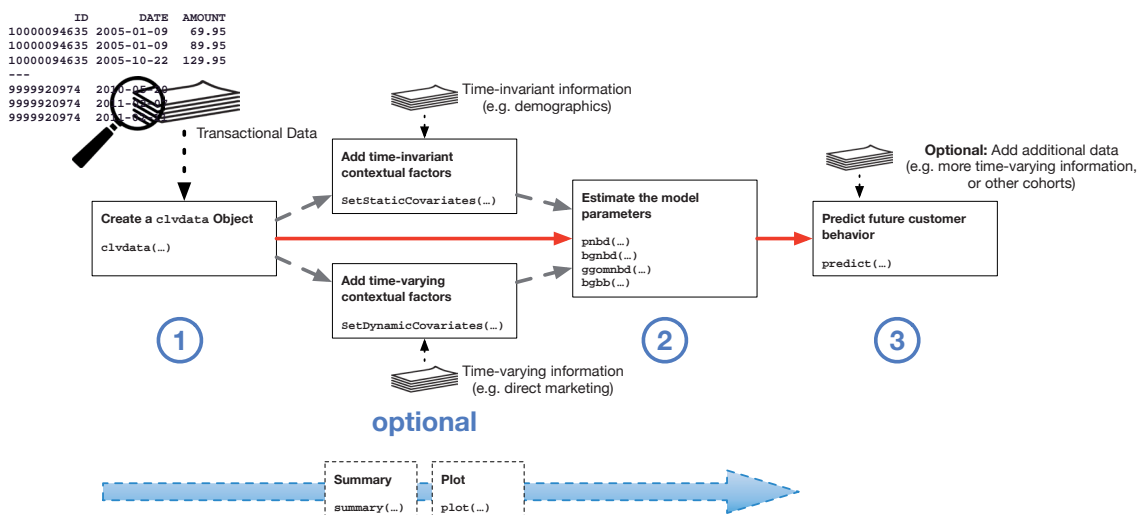 ID DATE AMOUNT
10000094635 2005-01-09 69.95
10000094635 2005-01-09 89.95
10000094635 2005-10-22 129.95
---
9999920974
9999920974
9999920974
Transactional Data
Time-invariant information
(e.g. demographics)
Optional: Add additional data
(e.g. more time-varying information,
or other cohorts)
Create a clvdata Object
clvdata(…)
Add time-invariant
contextual factors
SetStaticCovariates(…)
Add time-varying
contextual factors
SetDynamicCovariates(…)
Time-varying information
(e.g. direct marketing)
Estimate the model
parameters
pnbd(…)
bgnbd(…)
ggomnbd(…)
bgbb(…)
Predict future customer
behavior
predict(…)
1
2
3
optional
Summary
summary(…)
Plot
plot(…)